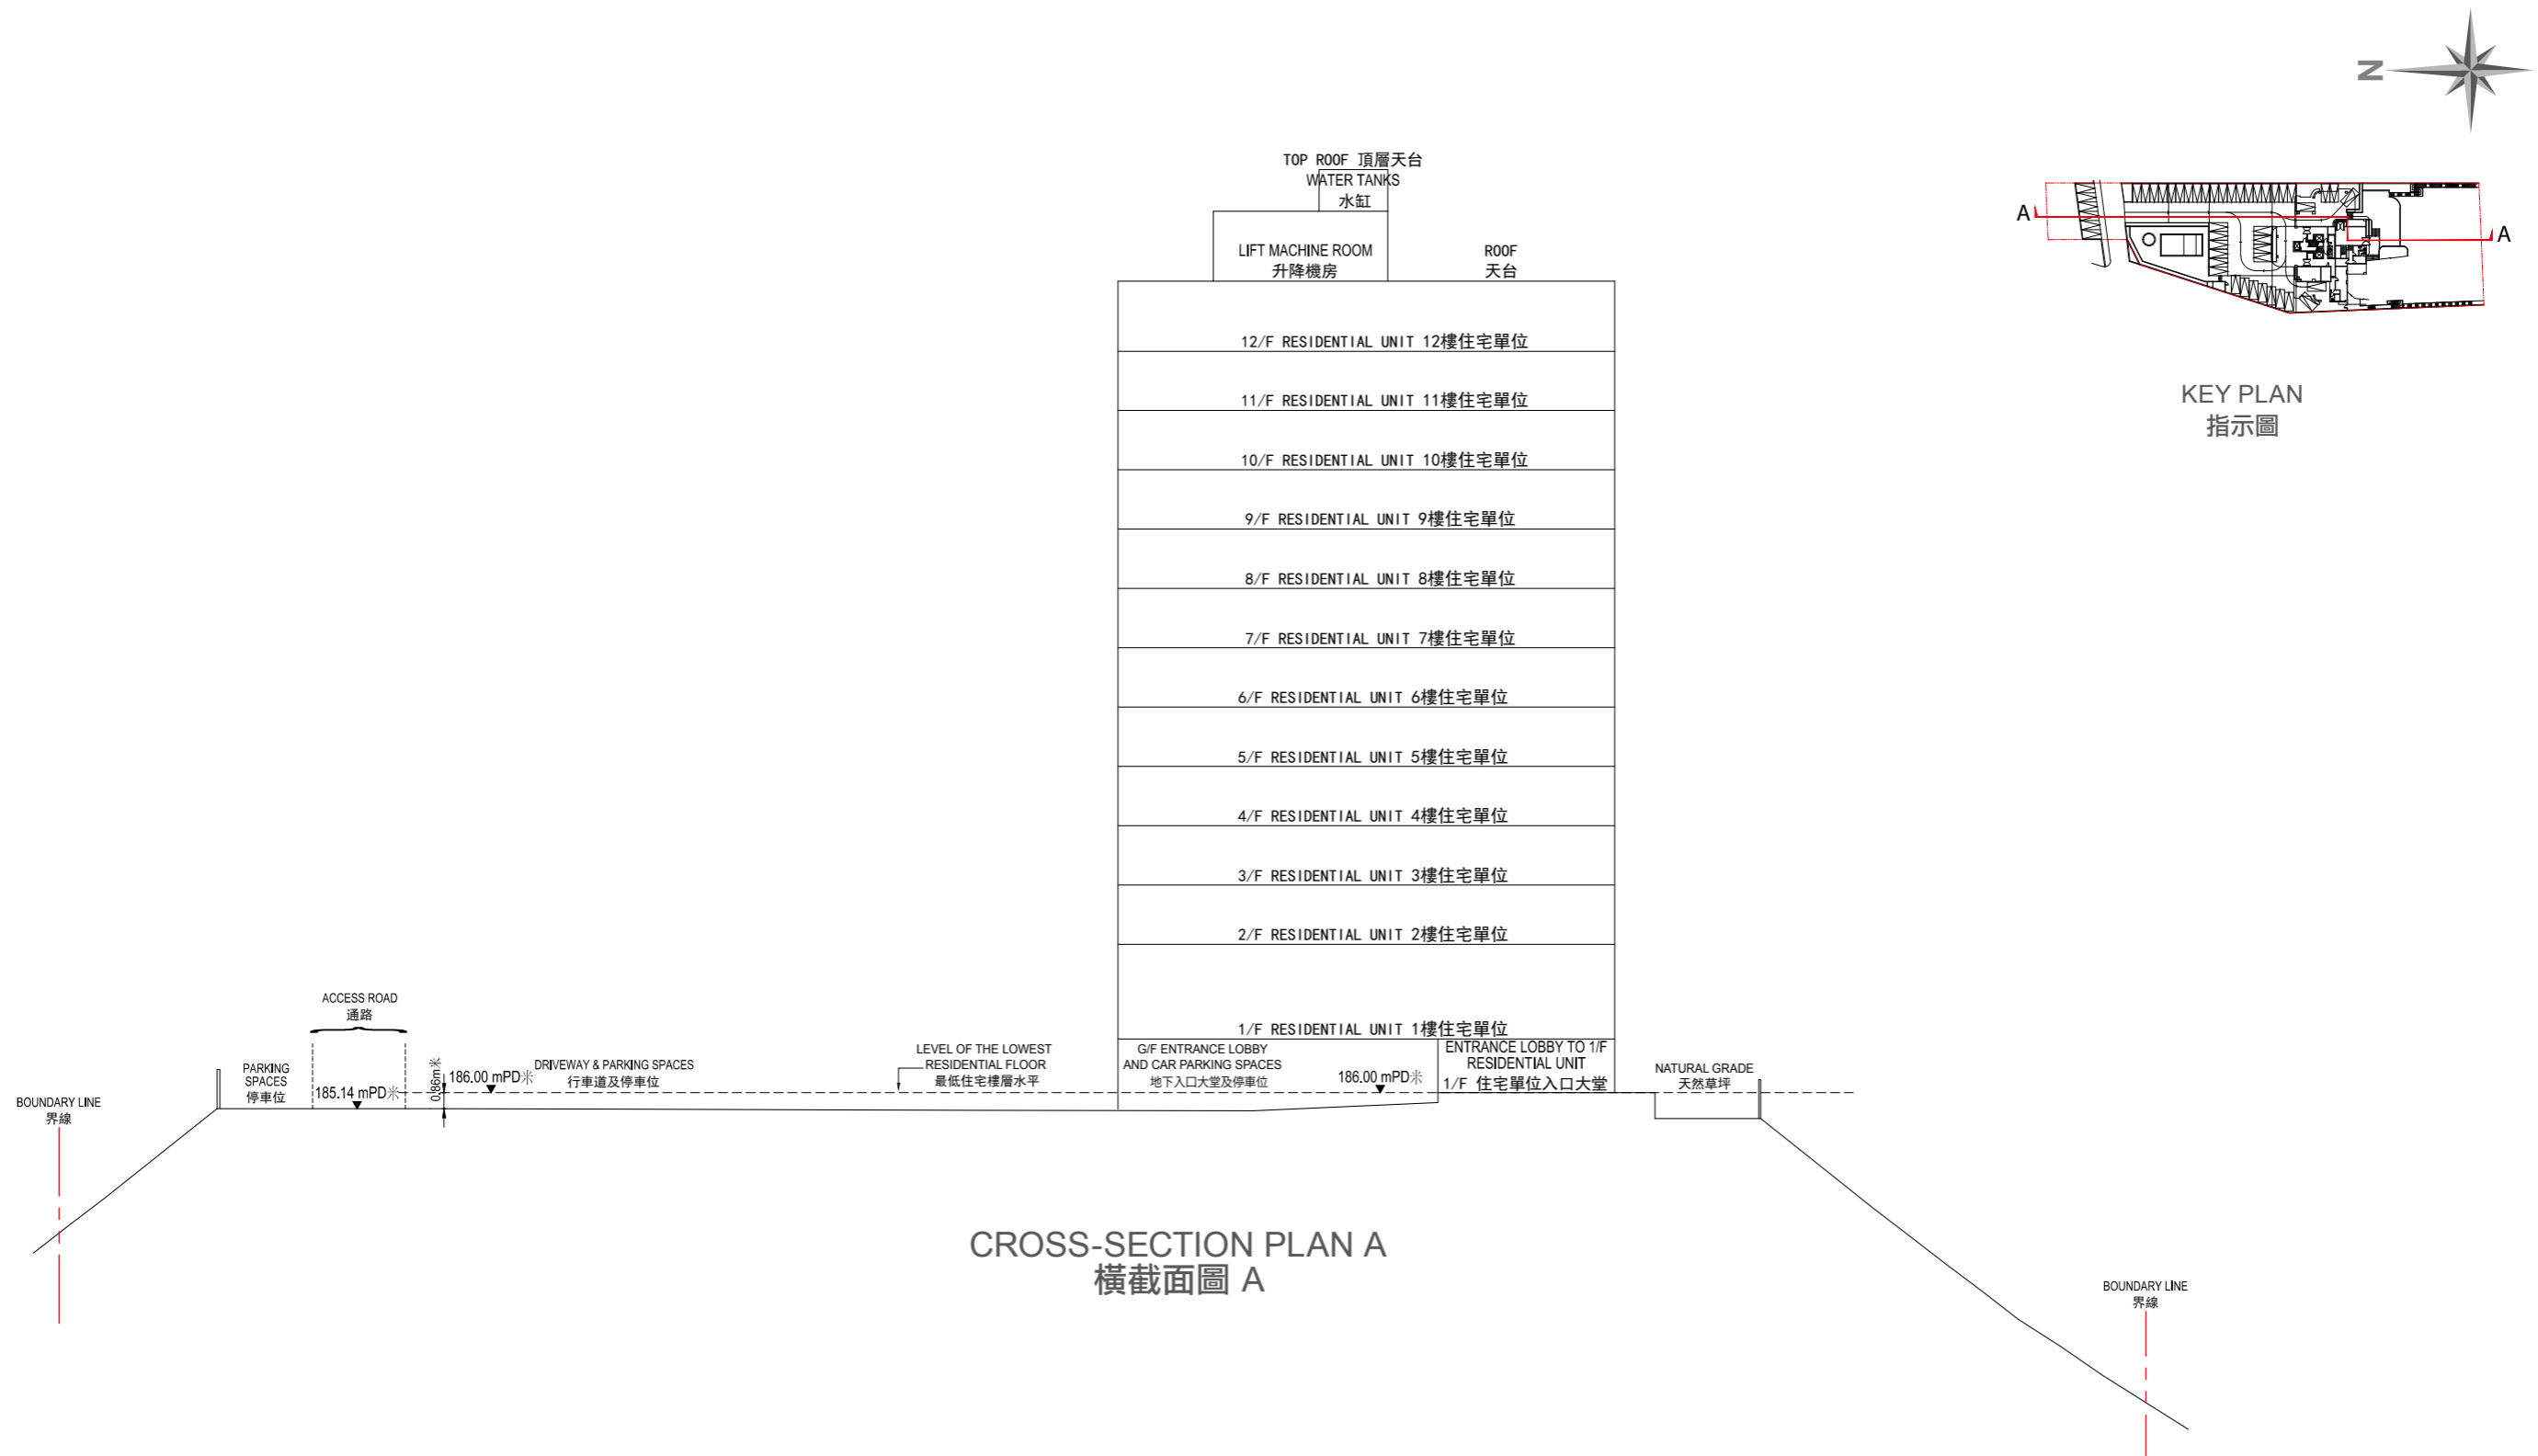 N
TOP ROOF 頂層天台
WATER TANKS
水缸
LIFT MACHINE ROOM
升降機房
ROOF
天台
A
A
KEY PLAN
指示圖
12/F RESIDENTIAL UNIT 12樓住宅單位
11/F RESIDENTIAL UNIT 11樓住宅單位
10/F RESIDENTIAL UNIT 10樓住宅單位
9/F RESIDENTIAL UNIT 9樓住宅單位
8/F RESIDENTIAL UNIT 8樓住宅單位
7/F RESIDENTIAL UNIT 7樓住宅單位
6/F RESIDENTIAL UNIT 6樓住宅單位
5/F RESIDENTIAL UNIT 5樓住宅單位
4/F RESIDENTIAL UNIT 4樓住宅單位
3/F RESIDENTIAL UNIT 3樓住宅單位
2/F RESIDENTIAL UNIT 2樓住宅單位
1/F RESIDENTIAL UNIT 1樓住宅單位
BOUNDARY LINE
界線
PARKING
SPACES
停車位
ACCESS ROAD
通路
185.14 mPD米
0.86m米
186.00 mPD米
DRIVEWAY & PARKING SPACES
行車道及停車位
LEVEL OF THE LOWEST
RESIDENTIAL FLOOR
最低住宅樓層水平
G/F ENTRANCE LOBBY
AND CAR PARKING SPACES
地下入口大堂及停車位
186.00 mPD米
ENTRANCE LOBBY TO 1/F
RESIDENTIAL UNIT
1/F 住宅單位入口大堂
NATURAL GRADE
天然草坪
CROSS-SECTION PLAN A
橫截面圖 A
BOUNDARY LINE
界線